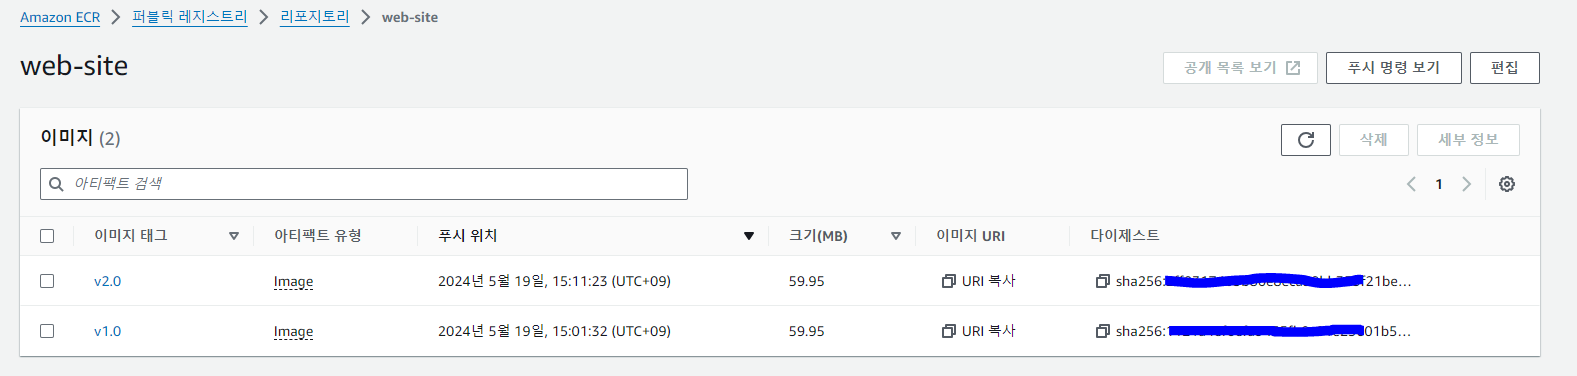 Amazon ECR > 퍼블릭 레지스트리 > 리포지토리 > web-site
web-site
공개 목록 보기 푸시 명령 보기 편집
이미지 (2)
삭제 세부 정보
아티팩트 검색
1
이미지 태그 아티팩트 유형 푸시 위치 크기(MB) 이미지 URI 다이제스트
v2.0 Image 2024년 5월 19일, 15:11:23 (UTC+09) 59.95 URI 복사 sha256: f21be...
v1.0 Image 2024년 5월 19일, 15:01:32 (UTC+09) 59.95 URI 복사 sha256: 01b5...